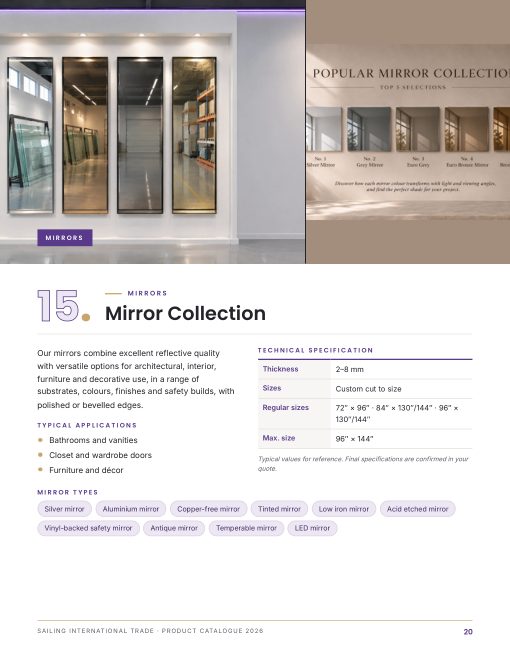 POPULAR MIRROR COLLECTIO
TOP 5 SELECTIONS
No. 1
Silver Mirror
No. 2
Grey Mirror
No. 3
Euro Grey
No. 4
Euro Bronze Mirror
No. 5
Discover how each mirror colour transforms with light and viewing angles,
and find the perfect shade for your project.
MIRRORS
15.
MIRRORS
Mirror Collection
Our mirrors combine excellent reflective quality
with versatile options for architectural, interior,
furniture and decorative use, in a range of
substrates, colours, finishes and safety builds, with
polished or bevelled edges.
TYPICAL APPLICATIONS
Bathrooms and vanities
Closet and wardrobe doors
Furniture and décor
TECHNICAL SPECIFICATION
Thickness 2–8 mm
Sizes Custom cut to size
Regular sizes 72" × 96" · 84" × 130"/144" · 96" ×
130"/144"
Max. size 96" × 144"
Typical values for reference. Final specifications are confirmed in your
quote.
MIRROR TYPES
Silver mirror Aluminium mirror Copper-free mirror Tinted mirror Low iron mirror Acid etched mirror
Vinyl-backed safety mirror Antique mirror Temperable mirror LED mirror
SAILING INTERNATIONAL TRADE · PRODUCT CATALOGUE 2026 20